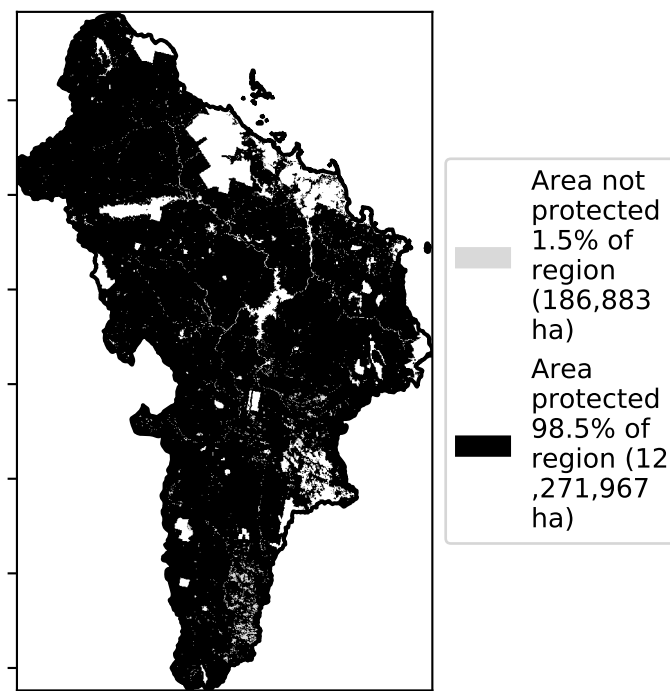 Area not
protected
1.5% of
region
(186,883
ha)
Area
protected
98.5% of
region (12
,271,967
ha)